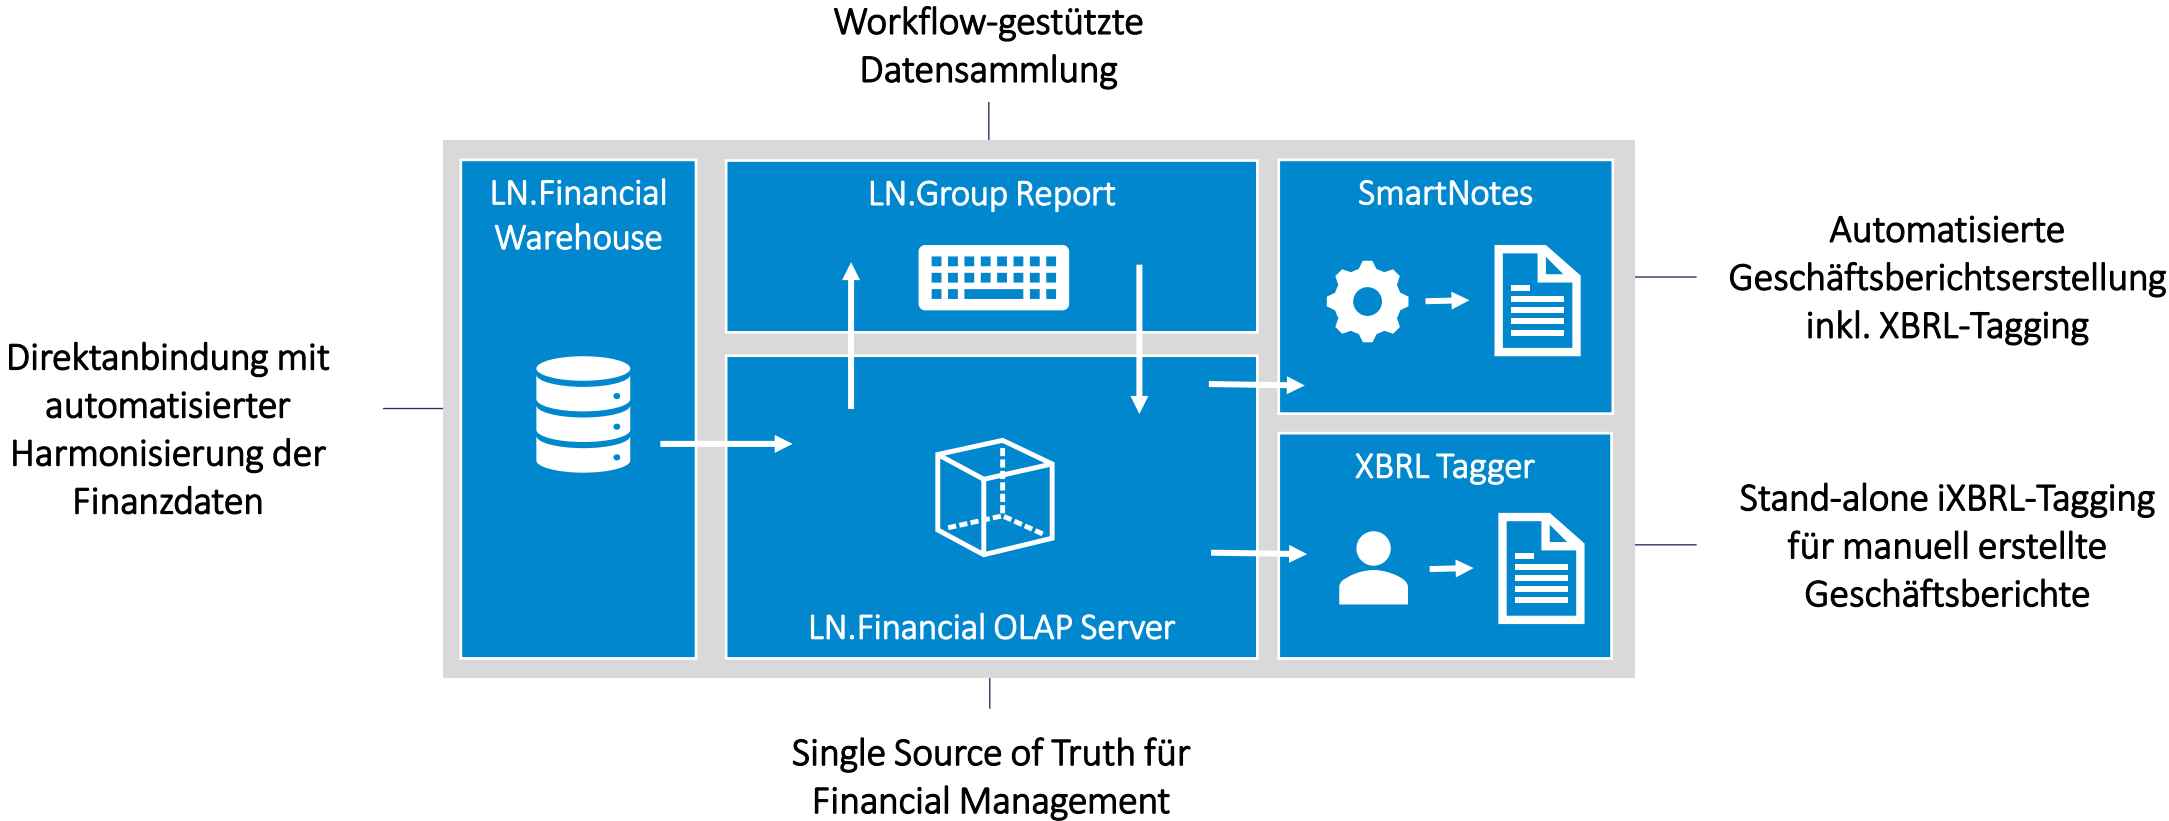 Workflow-gestützte
Datensammlung
LN.Financial
Warehouse
LN.Group Report
SmartNotes
Automatisierte
Geschäftsberichtserstellung
inkl. XBRL-Tagging
Direktanbindung mit
automatisierter
Harmonisierung der
Finanzdaten
XBRL Tagger
Stand-alone iXBRL-Tagging
für manuell erstellte
Geschäftsberichte
LN.Financial OLAP Server
Single Source of Truth für
Financial Management